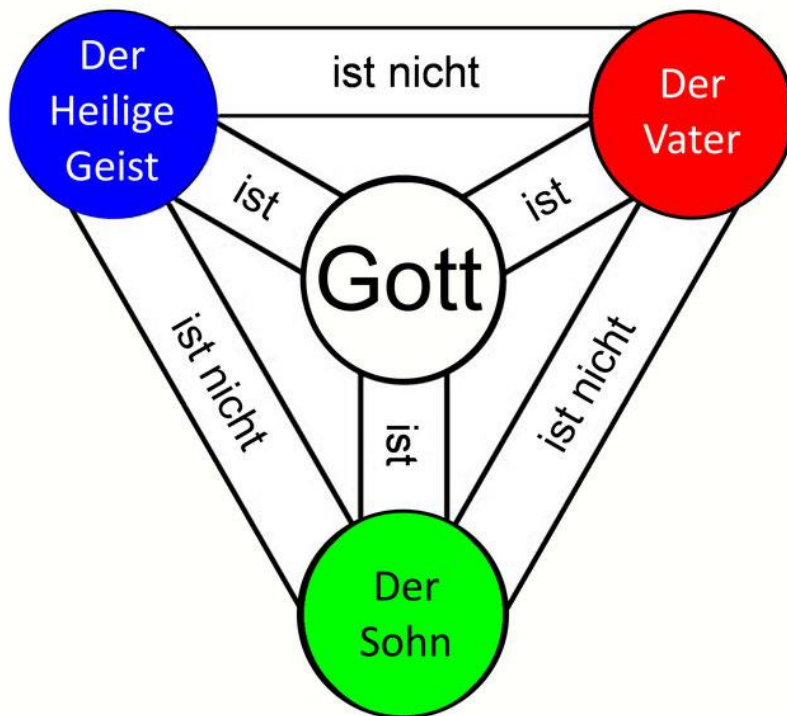 Der
Heilige
Geist
ist nicht
Der
Vater
ist
ist
Gott
ist nicht
ist nicht
ist
Der
Sohn